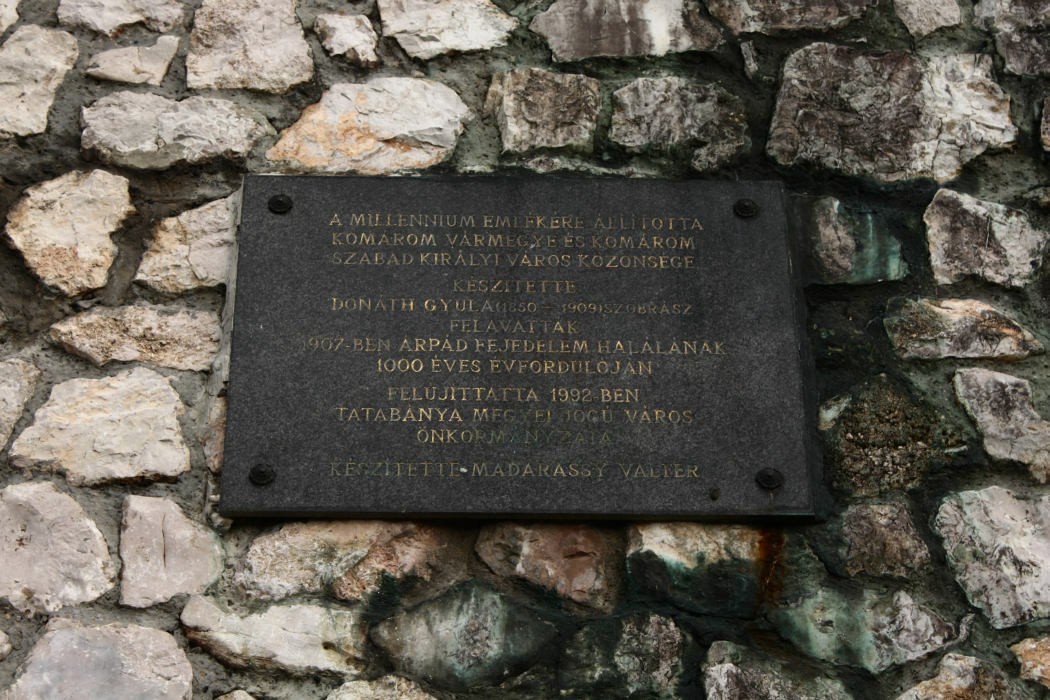 A MILLENNIUM EMLÉKÉRE ÁLLÍTOTTA
KOMÁROM VÁRMEGYE ÉS KOMÁROM
SZABAD KIRÁLYI VÁROS KÖZÖNSÉGE
KÉSZÍTETTE
DONÁTH GYULA (1850 - 1909) SZOBRÁSZ
FELAVATTÁK
1907-BEN ÁRPÁD FEJEDELEM HALÁLÁNAK
1000 ÉVES ÉVFORDULÓJÁN
FELÚJÍTTATTA 1992-BEN
TATABÁNYA MEGYEI JOGÚ VÁROS
ÖNKORMÁNYZATA
KÉSZÍTETTE MADARASSY VALTER